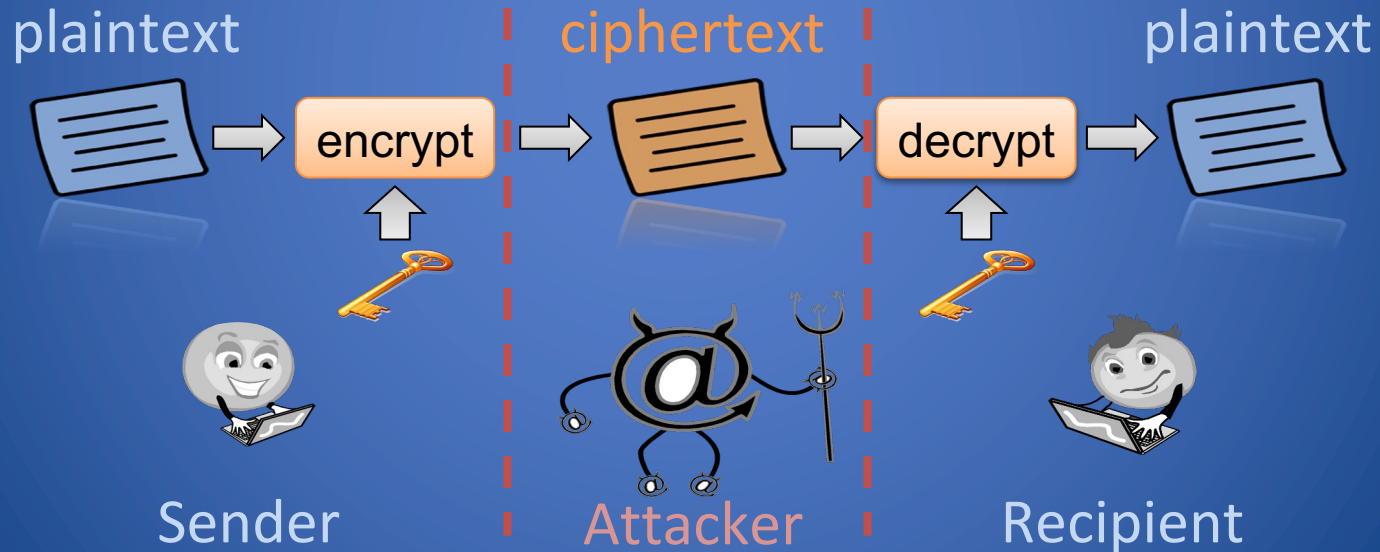 plaintext
ciphertext
plaintext
encrypt
decrypt
@
Sender
Attacker
Recipient